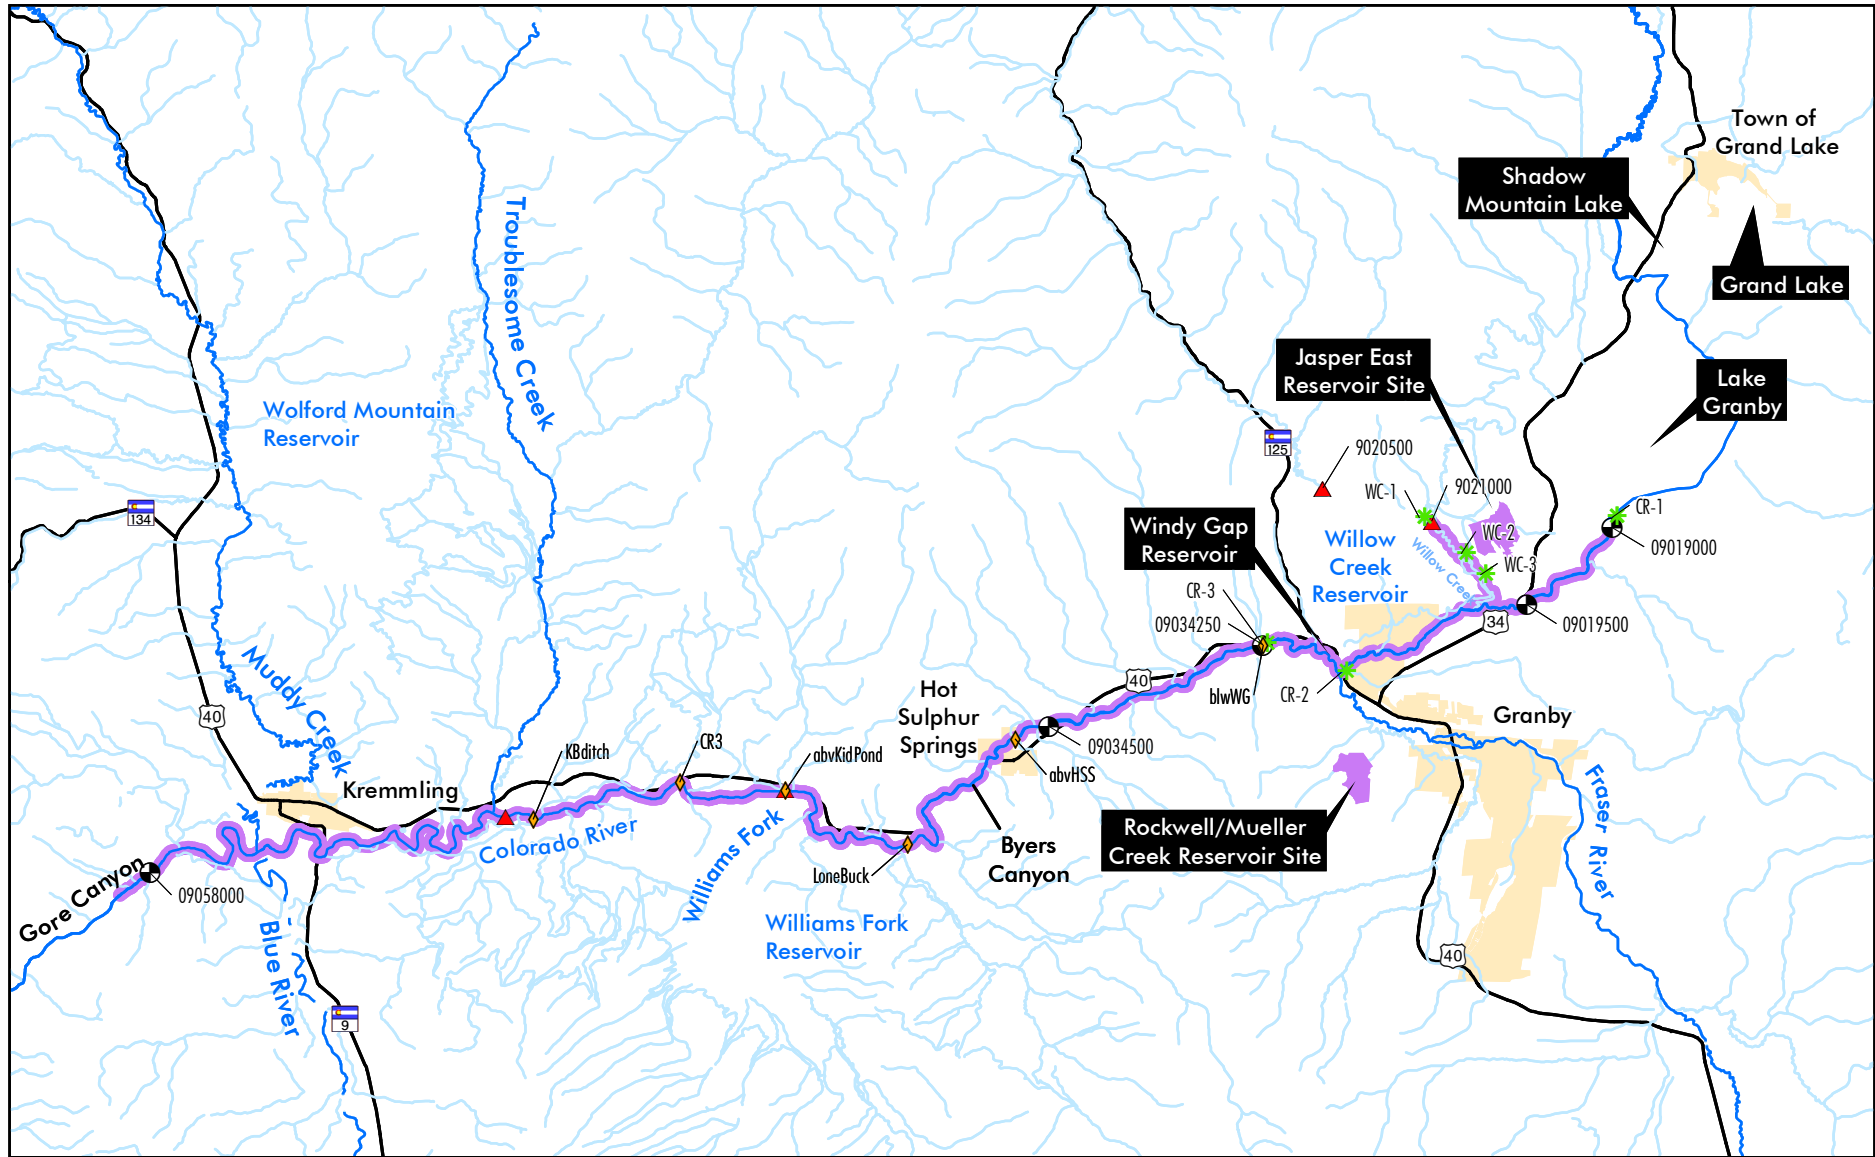 Town of
Grand Lake
Shadow
Mountain Lake
Grand Lake
Troublesome Creek
Jasper East
Reservoir Site
Lake
Granby
Wolford Mountain
Reservoir
125
9020500
WC-1
9021000
CR-1
134
Windy Gap
Reservoir
WC-2
Willow
Creek
Reservoir
Willow Creek
09019000
WC-3
CR-3
09034250
34
09019500
Muddy Creek
40
Hot
Sulphur
Springs
blwWG
CR-2
40
Granby
KBditch
CR3
abvKidPond
09034500
abvHSS
Kremmling
Fraser River
Colorado River
Williams Fork
Rockwell/Mueller
Creek Reservoir Site
Byers
Canyon
LoneBuck
Gore Canyon
09058000
Williams Fork
Reservoir
Blue River
40
9